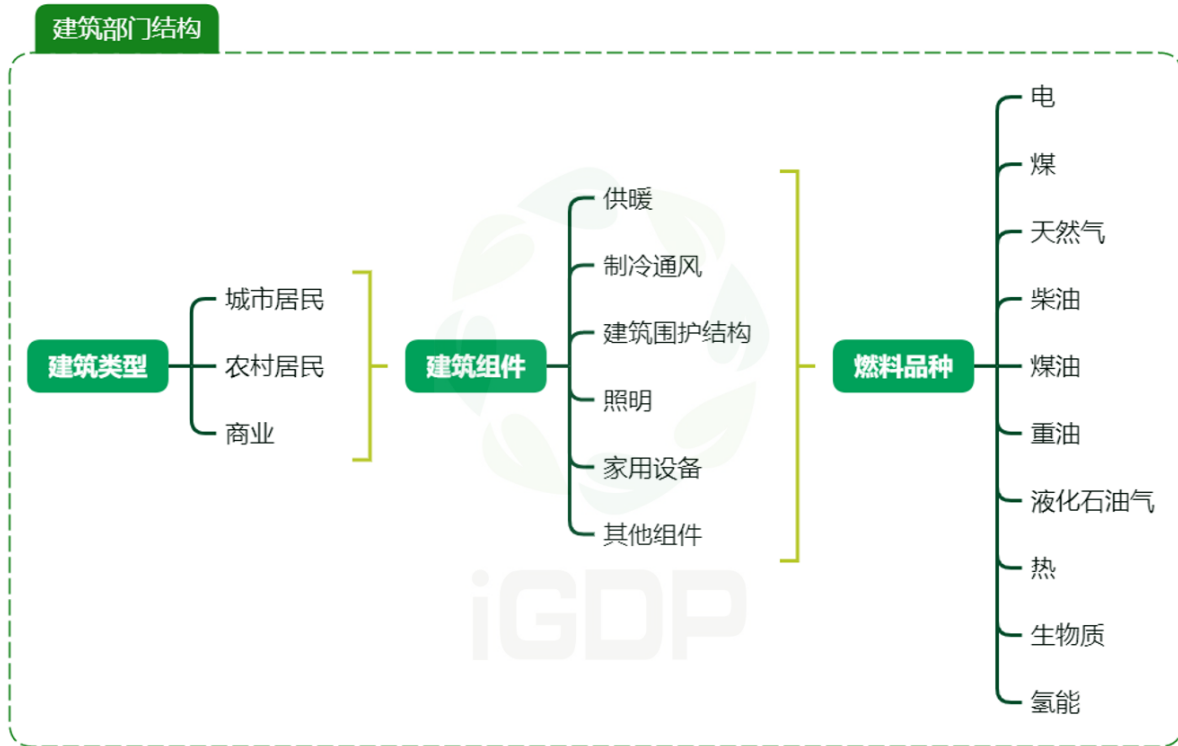 建筑部门结构
建筑类型
城市居民
农村居民
商业
建筑组件
供暖
制冷通风
建筑围护结构
照明
家用设备
其他组件
燃料品种
电
煤
天然气
柴油
煤油
重油
液化石油气
热
生物质
氢能
iGDP